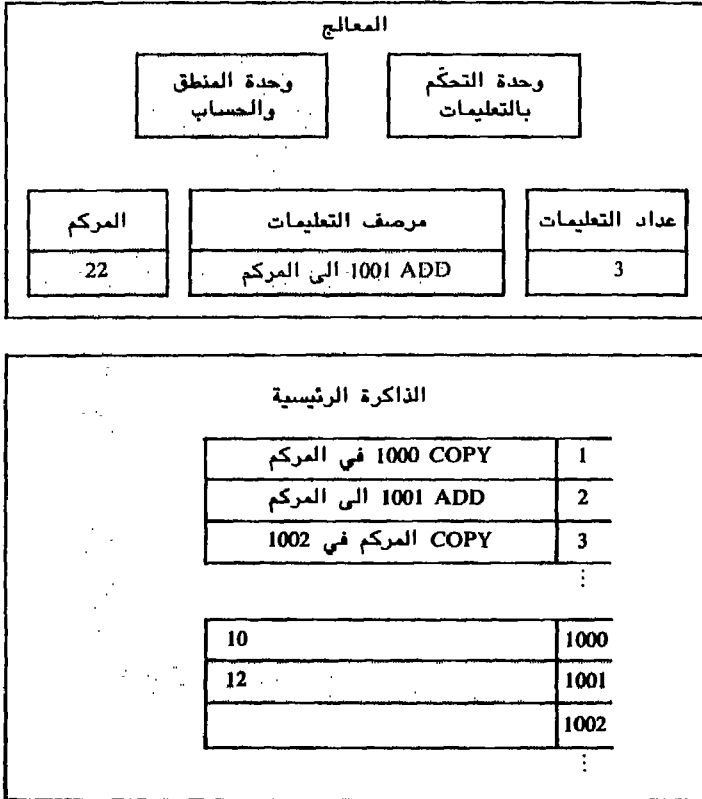 المعالج
وحدة التحكّم
بالتعليمات
وحدة المنطق
والحساب
عداد التعليمات
3
مرصف التعليمات
1001 ADD الى المركم
المركم
22
الذاكرة الرئيسية
1 1000 COPY في المركم
2 1001 ADD الى المركم
3 COPY المركم في 1002
1000 10
1001 12
1002